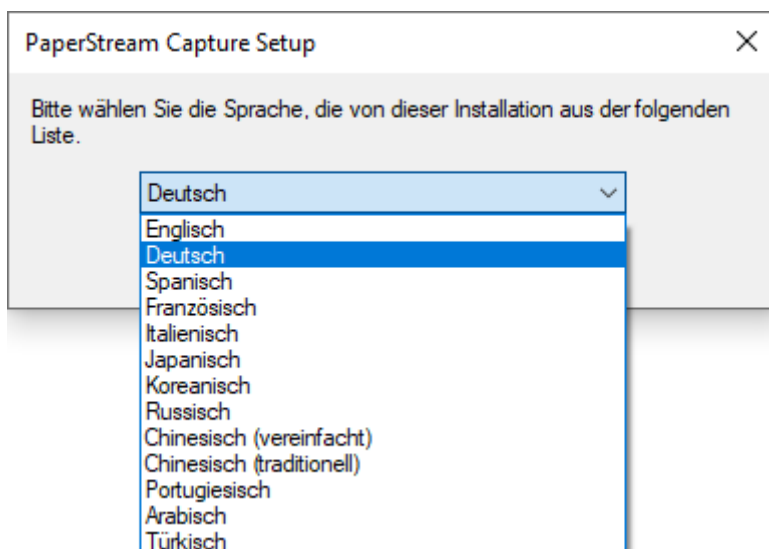 PaperStream Capture Setup
Bitte wählen Sie die Sprache, die von dieser Installation aus der folgenden
Liste.
Deutsch
Englisch
Deutsch
Spanisch
Französisch
Italienisch
Japanisch
Koreanisch
Russisch
Chinesisch (vereinfacht)
Chinesisch (traditionell)
Portugiesisch
Arabisch
Türkisch